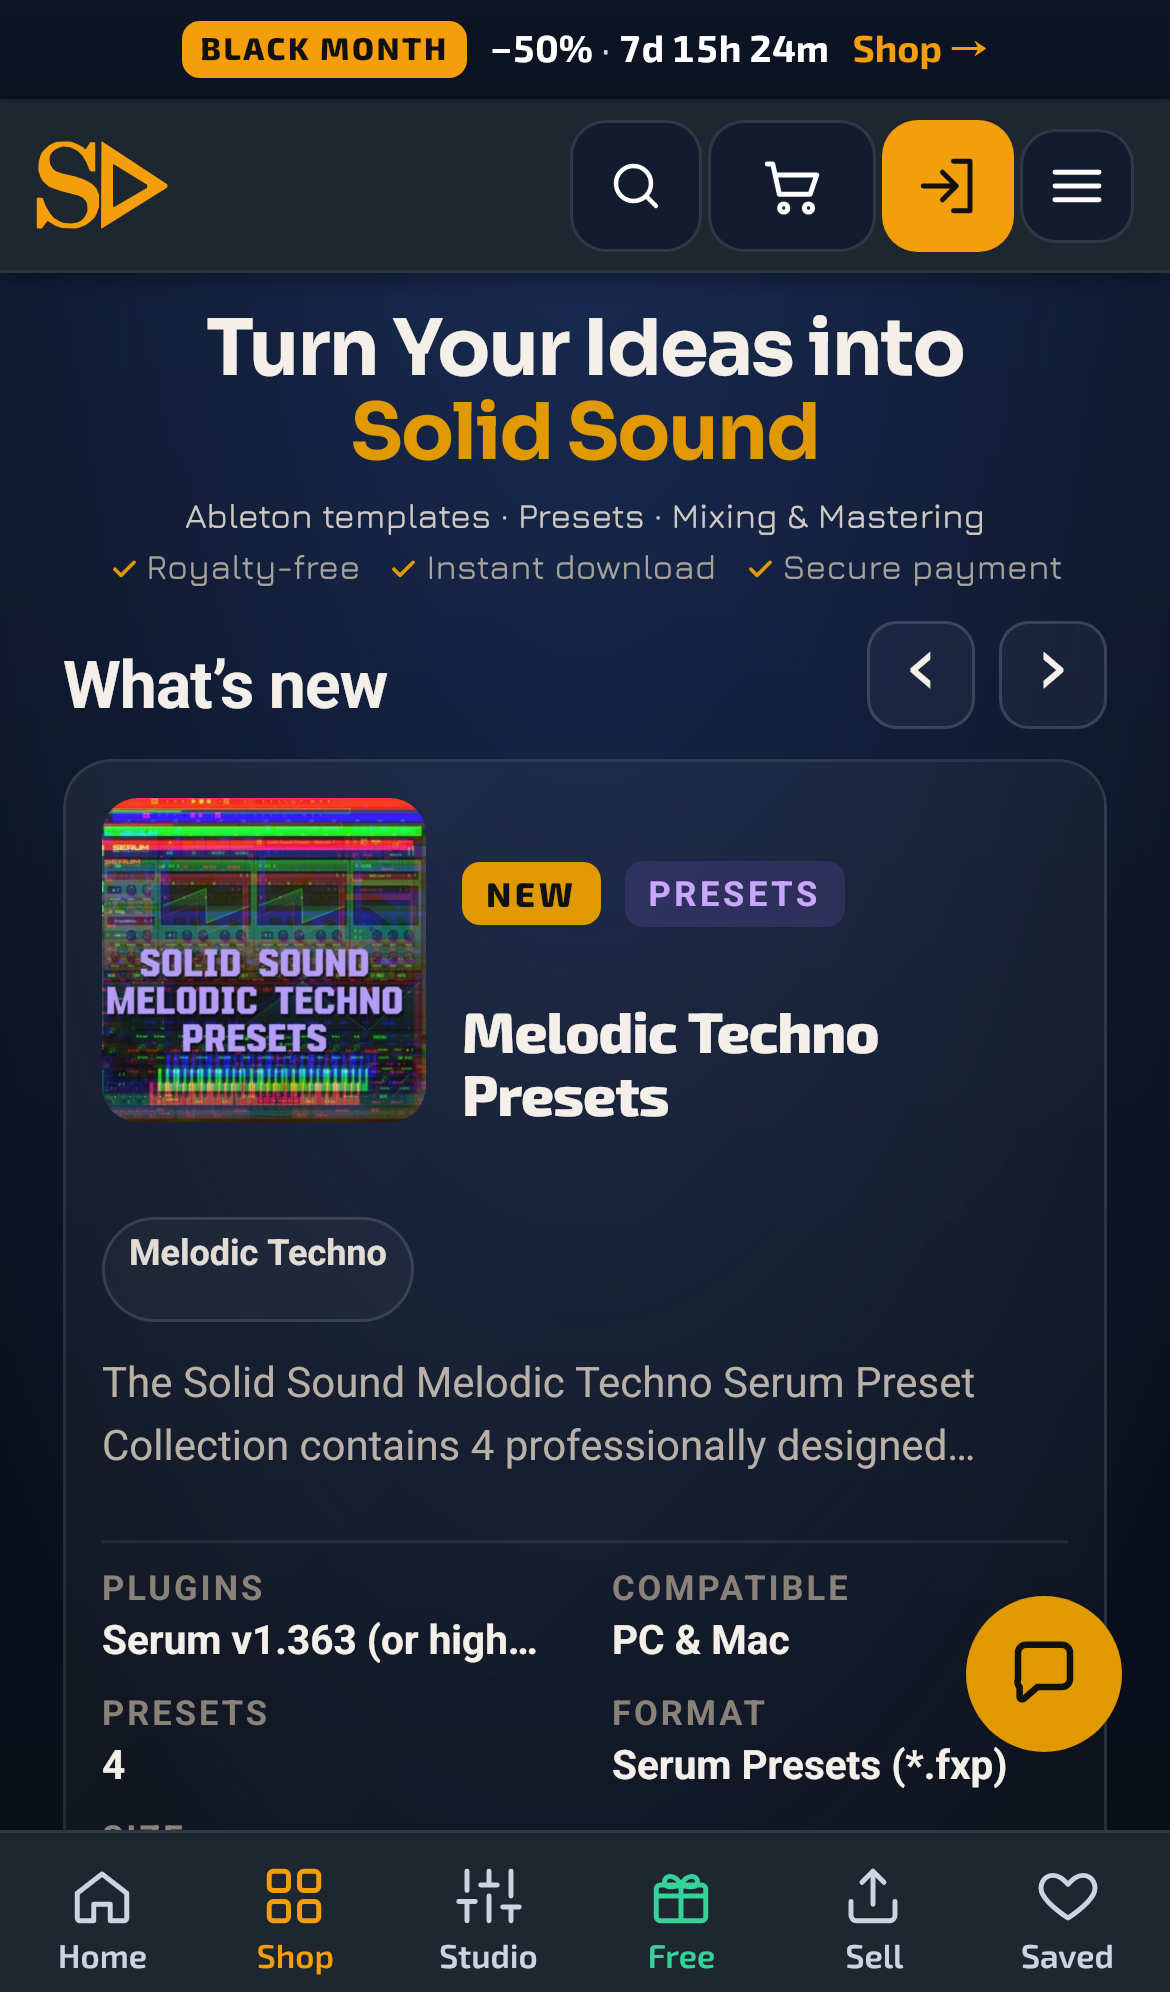 BLACK MONTH –50% · 7d 15h 24m Shop →
S
Turn Your Ideas into
Solid Sound
Ableton templates · Presets · Mixing & Mastering
✓ Royalty-free ✓ Instant download ✓ Secure payment
What’s new
SERUM
SOLID SOUND
MELODIC TECHNO
PRESETS
NEW PRESETS
Melodic Techno
Presets
Melodic Techno
The Solid Sound Melodic Techno Serum Preset
Collection contains 4 professionally designed...
PLUGINS COMPATIBLE
Serum v1.363 (or high... PC & Mac
PRESETS FORMAT
4 Serum Presets (*.fxp)
SIZE
Home Shop Studio Free Sell Saved